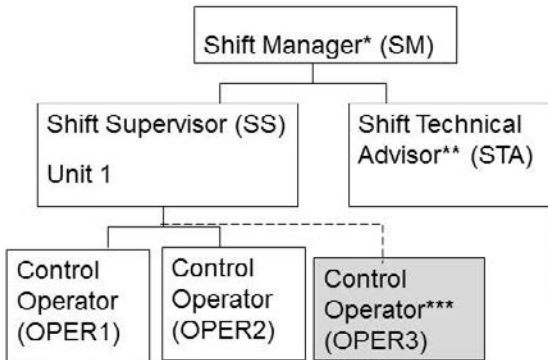 Shift Manager* (SM)
Shift Supervisor (SS)
Unit 1
Shift Technical
Advisor** (STA)
Control
Operator
(OPER1)
Control
Operator
(OPER2)
Control
Operator***
(OPER3)